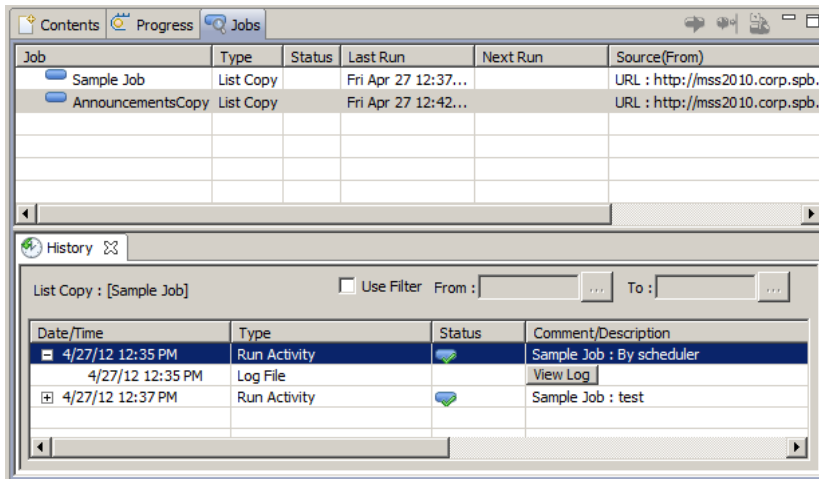 Contents Progress Jobs
Job Type Status Last Run Next Run Source(From)
Sample Job List Copy Fri Apr 27 12:37... URL : http://mss2010.corp.spb.
AnnouncementsCopy List Copy Fri Apr 27 12:42... URL : http://mss2010.corp.spb.
History
List Copy : [Sample Job] Use Filter From : ... To : ...
Date/Time Type Status Comment/Description
4/27/12 12:35 PM Run Activity Sample Job : By scheduler
4/27/12 12:35 PM Log File View Log
4/27/12 12:37 PM Run Activity Sample Job : test